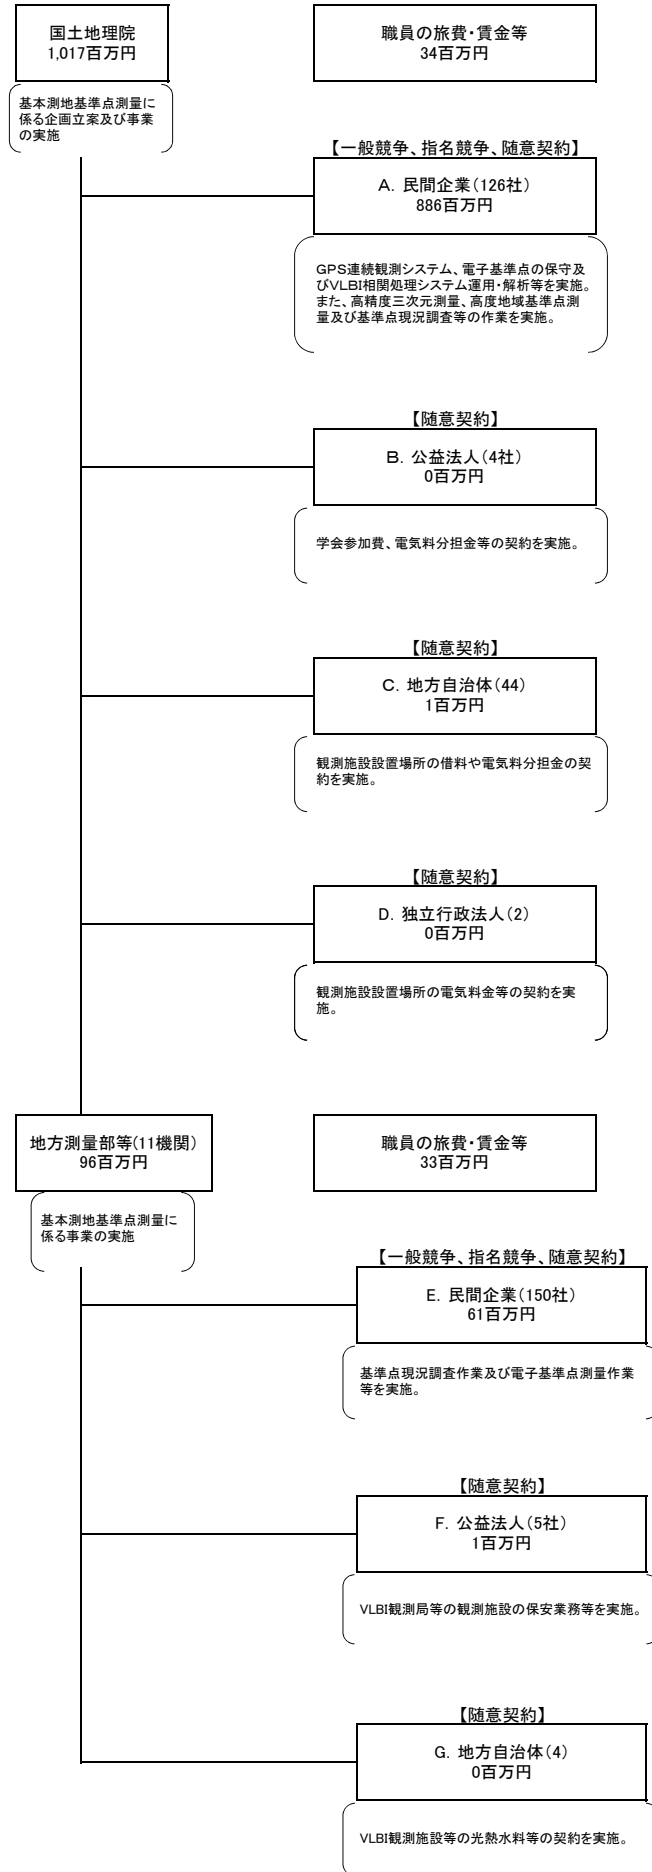 国土地理院
1,017百万円
職員の旅費・賃金等
34百万円
基本測地基準点測量に
係る企画立案及び事業
の実施
【一般競争、指名競争、随意契約】
A. 民間企業(126社)
886百万円
GPS連続観測システム、電子基準点の保守及
びVLBI相関処理システム運用・解析等を実施。
また、高精度三次元測量、高度地域基準点測
量及び基準点現況調査等の作業を実施。
【随意契約】
B. 公益法人(4社)
0百万円
学会参加費、電気料分担金等の契約を実施。
【随意契約】
C. 地方自治体(44)
1百万円
観測施設設置場所の借料や電気料分担金の契
約を実施。
【随意契約】
D. 独立行政法人(2)
0百万円
観測施設設置場所の電気料金等の契約を実
施。
地方測量部等(11機関)
96百万円
職員の旅費・賃金等
33百万円
基本測地基準点測量に
係る事業の実施
【一般競争、指名競争、随意契約】
E. 民間企業(150社)
61百万円
基準点現況調査作業及び電子基準点測量作業
等を実施。
【随意契約】
F. 公益法人(5社)
1百万円
VLBI観測局等の観測施設の保安業務等を実施。
【随意契約】
G. 地方自治体(4)
0百万円
VLBI観測施設等の光熱水料等の契約を実施。